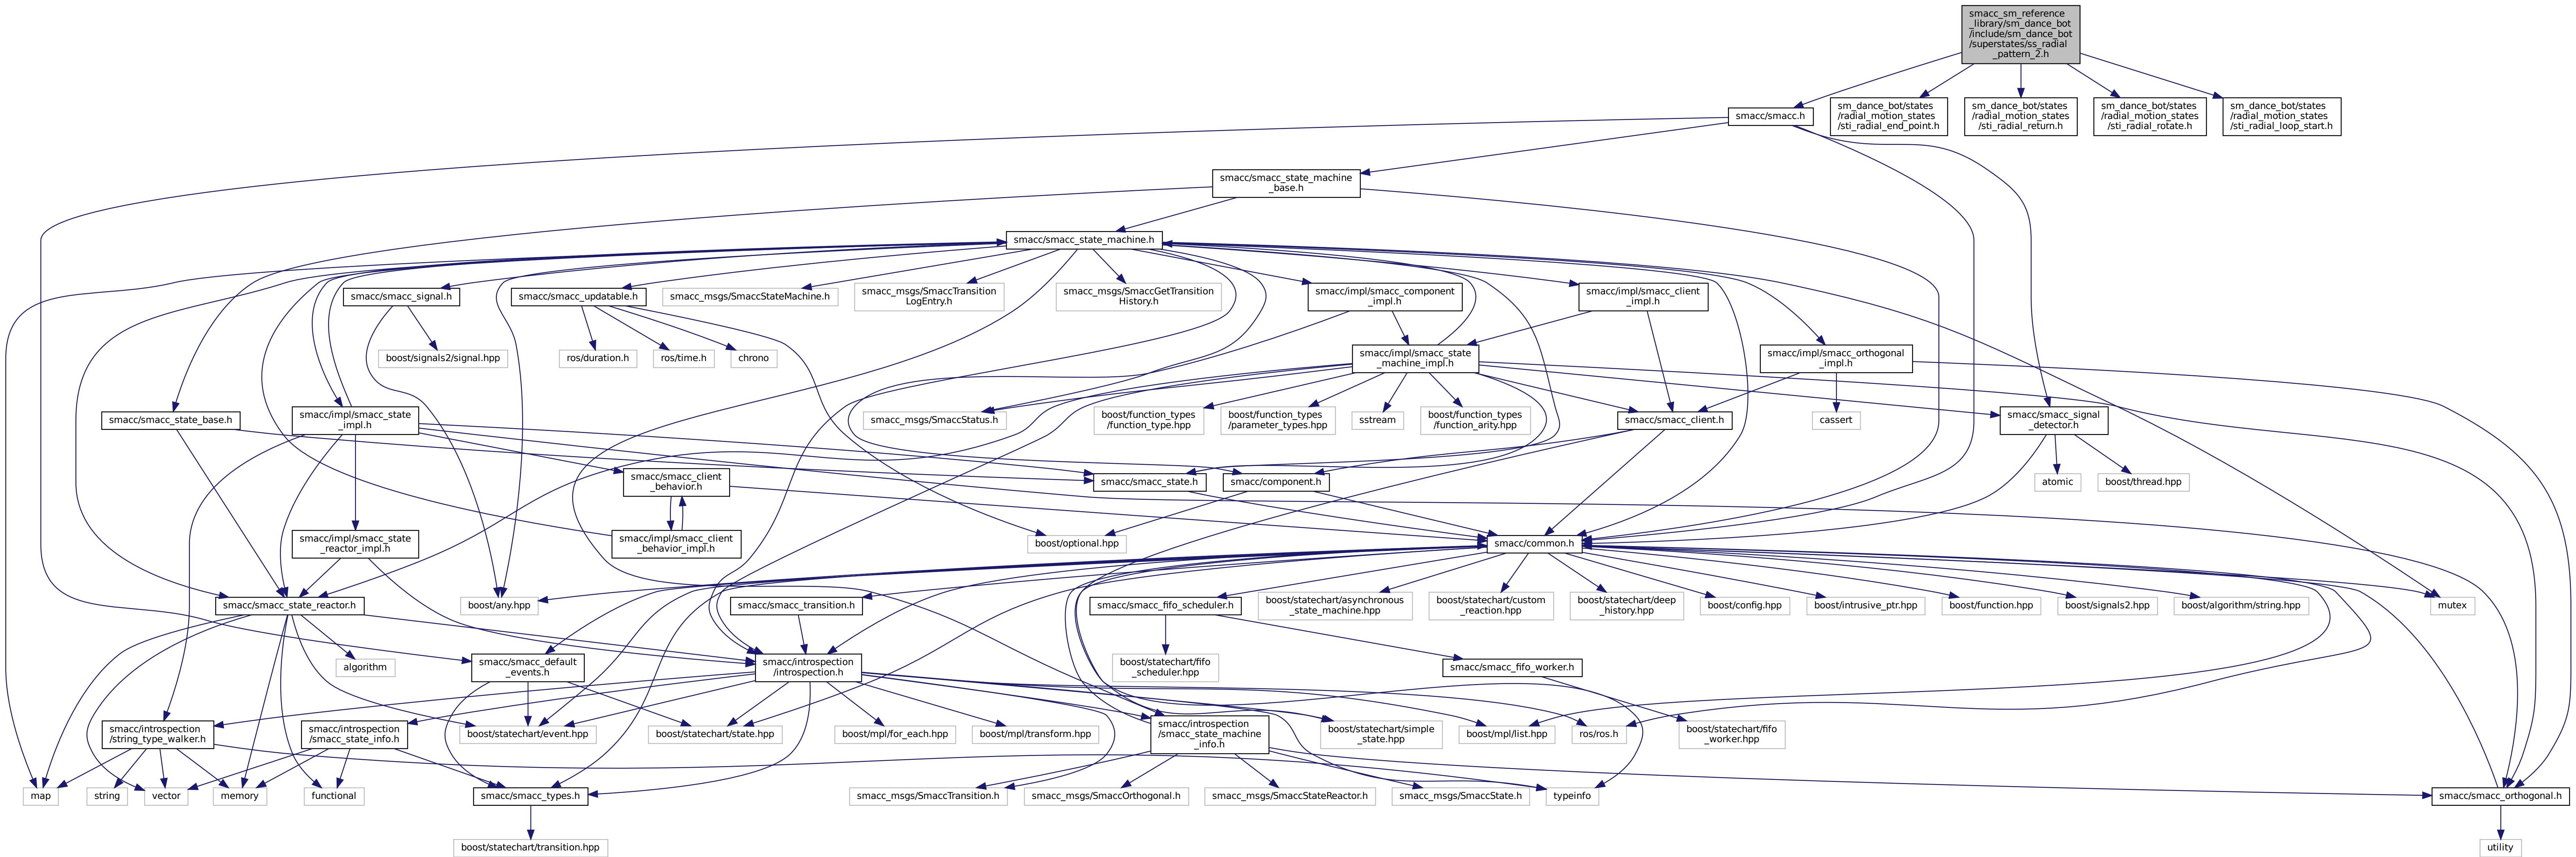 smacc_sm_reference
_library/sm_dance_bot
/include/sm_dance_bot
/superstates/ss_radial
_pattern_2.h
smacc/smacc.h
sm_dance_bot/states
/radial_motion_states
/sti_radial_end_point.h
sm_dance_bot/states
/radial_motion_states
/sti_radial_return.h
sm_dance_bot/states
/radial_motion_states
/sti_radial_rotate.h
sm_dance_bot/states
/radial_motion_states
/sti_radial_loop_start.h
smacc/smacc_state_machine
_base.h
smacc/smacc_state_machine.h
smacc/smacc_signal.h
smacc/smacc_updatable.h
smacc_msgs/SmaccStateMachine.h
smacc_msgs/SmaccTransition
LogEntry.h
smacc_msgs/SmaccGetTransition
History.h
smacc/impl/smacc_component
_impl.h
smacc/impl/smacc_client
_impl.h
boost/signals2/signal.hpp
ros/duration.h
ros/time.h
chrono
smacc/impl/smacc_state
_machine_impl.h
smacc/impl/smacc_orthogonal
_impl.h
smacc/smacc_state_base.h
smacc/impl/smacc_state
_impl.h
smacc_msgs/SmaccStatus.h
boost/function_types
/function_type.hpp
boost/function_types
/parameter_types.hpp
sstream
boost/function_types
/function_arity.hpp
smacc/smacc_client.h
cassert
smacc/smacc_signal
_detector.h
smacc/smacc_client
_behavior.h
smacc/smacc_state.h
smacc/component.h
atomic
boost/thread.hpp
smacc/impl/smacc_state
_reactor_impl.h
smacc/impl/smacc_client
_behavior_impl.h
boost/optional.hpp
smacc/common.h
smacc/smacc_state_reactor.h
boost/any.hpp
smacc/smacc_transition.h
smacc/smacc_fifo_scheduler.h
boost/statechart/asynchronous
_state_machine.hpp
boost/statechart/custom
_reaction.hpp
boost/statechart/deep
_history.hpp
boost/config.hpp
boost/intrusive_ptr.hpp
boost/function.hpp
boost/signals2.hpp
boost/algorithm/string.hpp
mutex
algorithm
smacc/smacc_default
_events.h
smacc/introspection
/introspection.h
boost/statechart/fifo
_scheduler.hpp
smacc/smacc_fifo_worker.h
smacc/introspection
/string_type_walker.h
smacc/introspection
/smacc_state_info.h
boost/statechart/event.hpp
boost/statechart/state.hpp
boost/mpl/for_each.hpp
boost/mpl/transform.hpp
smacc/introspection
/smacc_state_machine
_info.h
boost/statechart/simple
_state.hpp
boost/mpl/list.hpp
ros/ros.h
boost/statechart/fifo
_worker.hpp
map
string
vector
memory
functional
smacc/smacc_types.h
smacc_msgs/SmaccTransition.h
smacc_msgs/SmaccOrthogonal.h
smacc_msgs/SmaccStateReactor.h
smacc_msgs/SmaccState.h
typeinfo
smacc/smacc_orthogonal.h
boost/statechart/transition.hpp
utility